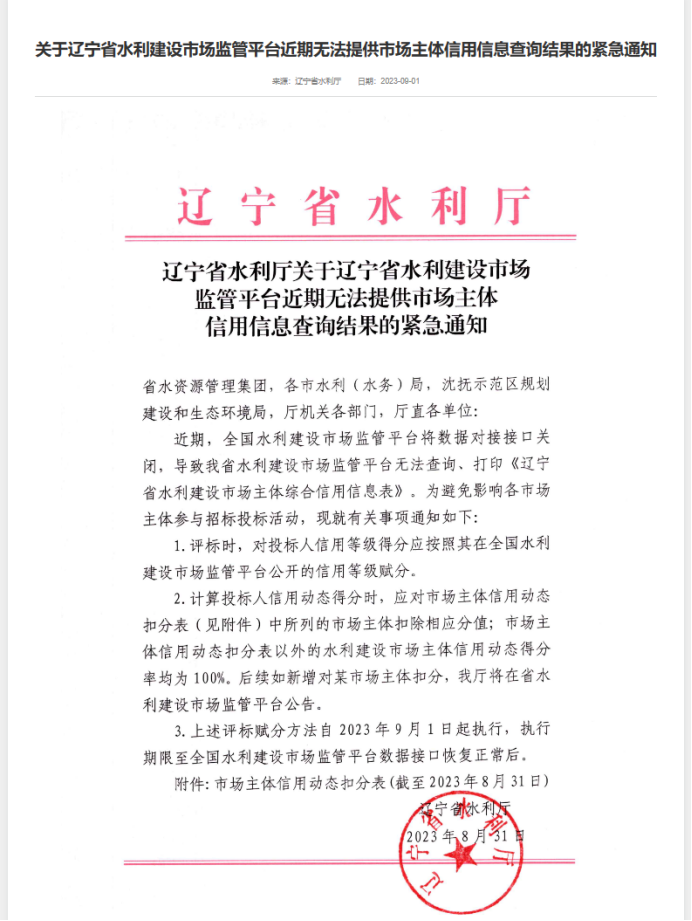 关于辽宁省水利建设市场监管平台近期无法提供市场主体信用信息查询结果的紧急通知
来源：辽宁省水利厅 日期：2023-09-01
辽宁省水利厅
辽宁省水利厅关于辽宁省水利建设市场
监管平台近期无法提供市场主体
信用信息查询结果的紧急通知
省水资源管理集团，各市水利（水务）局，沈抚示范区规划
建设和生态环境局，厅机关各部门，厅直各单位：
近期，全国水利建设市场监管平台将数据对接接口关
闭，导致我省水利建设市场监管平台无法查询、打印《辽宁
省水利建设市场主体综合信用信息表》。为避免影响各市场
主体参与招标投标活动，现就有关事项通知如下：
1.评标时，对投标人信用等级得分应按照其在全国水利
建设市场监管平台公开的信用等级赋分。
2.计算投标人信用动态得分时，应对市场主体信用动态
扣分表（见附件）中所列的市场主体扣除相应分值；市场主
体信用动态扣分表以外的水利建设市场主体信用动态得分
率均为100%。后续如新增对某市场主体扣分，我厅将在省水
利建设市场监管平台公告。
3.上述评标赋分方法自2023年9月1日起执行，执行
期限至全国水利建设市场监管平台数据接口恢复正常后。
附件:市场主体信用动态扣分表(截至2023年8月31日)
辽宁省水利厅
2023年8月31日
辽宁省水利厅